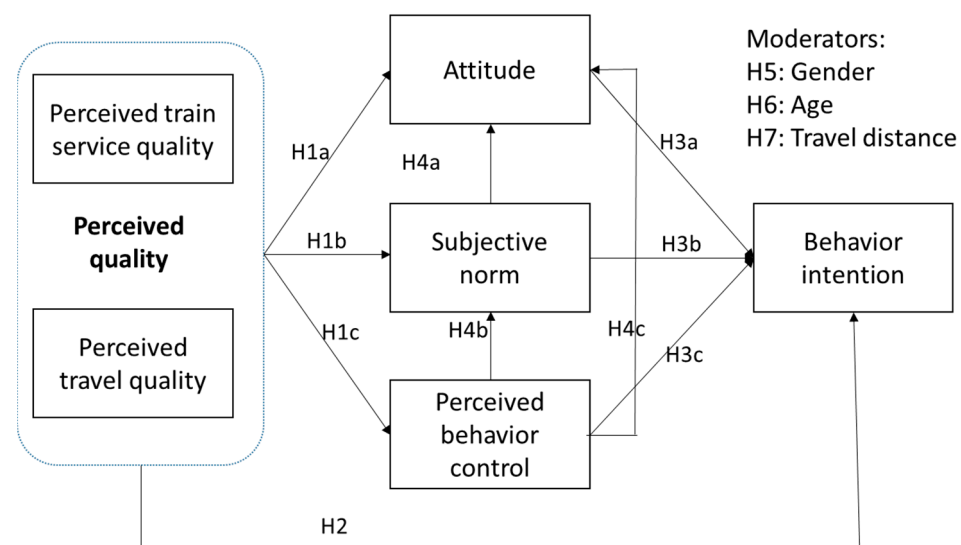 Attitude
Moderators:
H5: Gender
H6: Age
H7: Travel distance
Perceived train
service quality
H1a
H4a
H3a
Perceived
quality
H1b
Subjective
norm
H3b
Behavior
intention
Perceived
travel quality
H1c
H4b
H4c
H3c
Perceived
behavior
control
H2